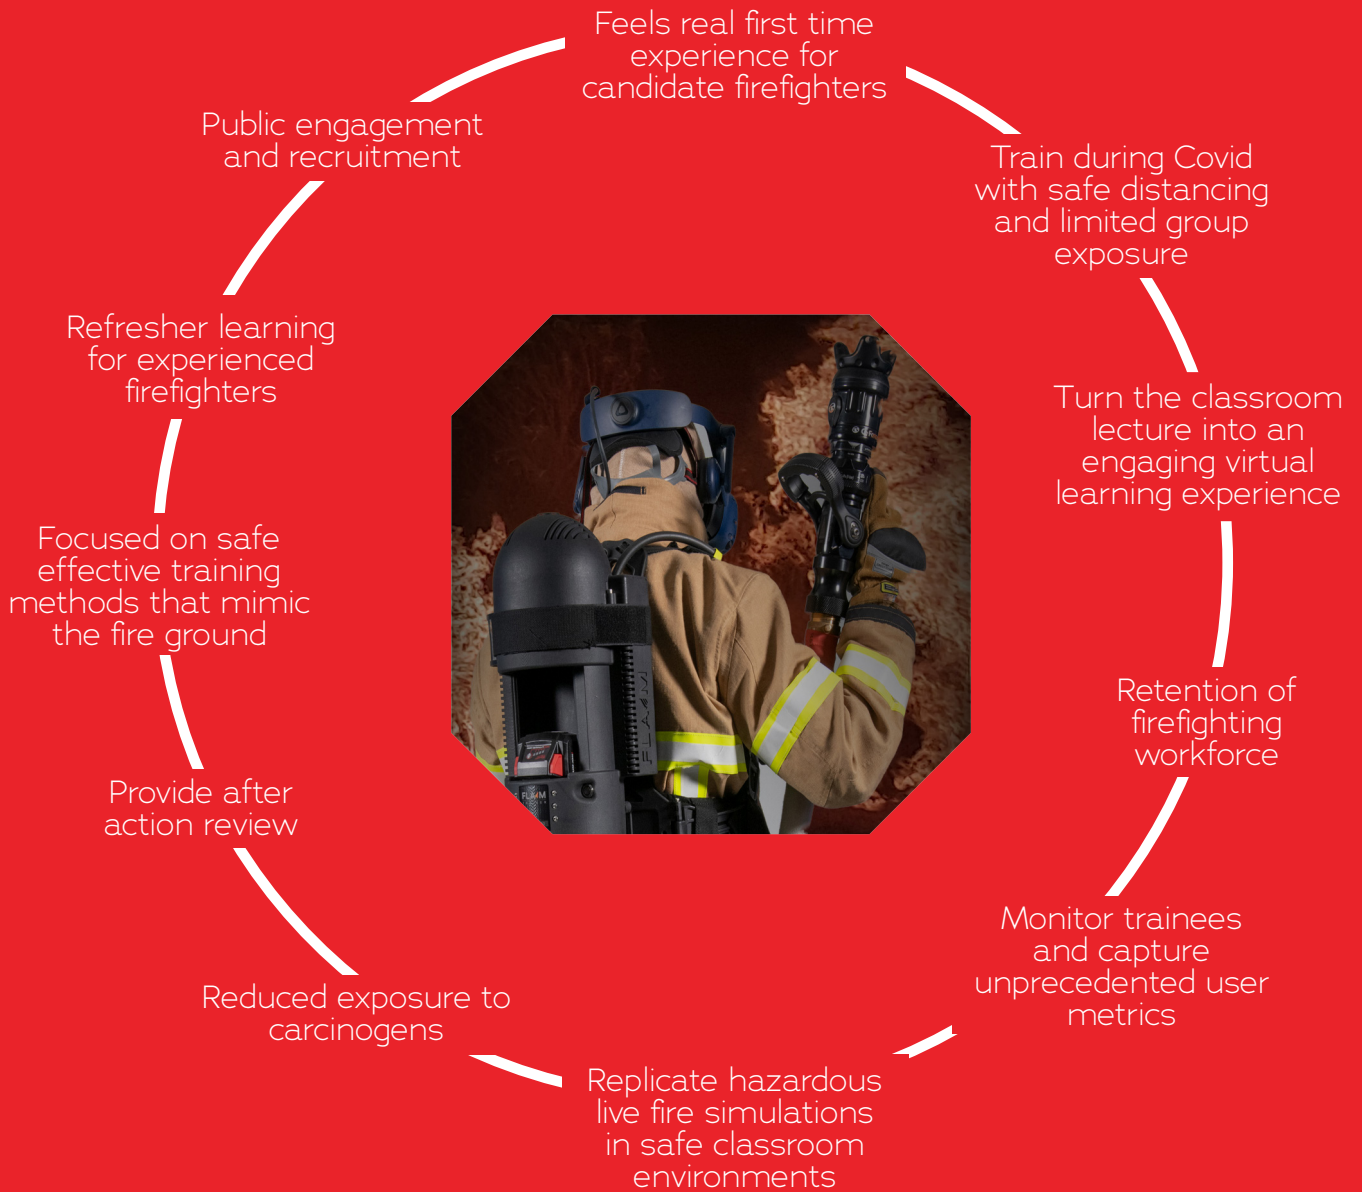 Feels real first time
experience for
candidate firefighters
Train during Covid
with safe distancing
and limited group
exposure
Turn the classroom
lecture into an
engaging virtual
learning experience
Retention of
firefighting
workforce
Monitor trainees
and capture
unprecedented user
metrics
Replicate hazardous
live fire simulations
in safe classroom
environments
Reduced exposure to
carcinogens
Provide after
action review
Focused on safe
effective training
methods that mimic
the fire ground
Refresher learning
for experienced
firefighters
Public engagement
and recruitment
FLAIM
FLAIM